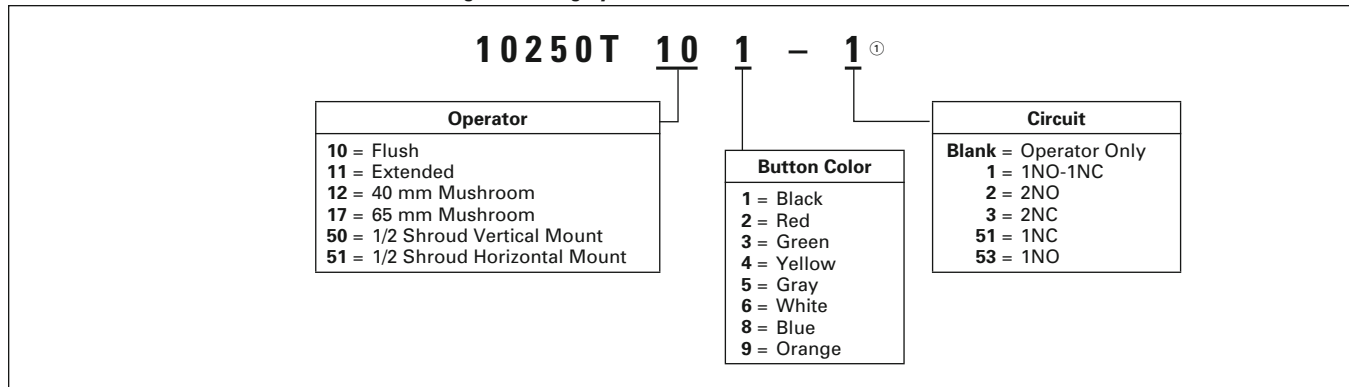 10250T 10 1 – 1 ①
Operator
10 = Flush
11 = Extended
12 = 40 mm Mushroom
17 = 65 mm Mushroom
50 = 1/2 Shroud Vertical Mount
51 = 1/2 Shroud Horizontal Mount
Button Color
1 = Black
2 = Red
3 = Green
4 = Yellow
5 = Gray
6 = White
8 = Blue
9 = Orange
Circuit
Blank = Operator Only
1 = 1NO-1NC
2 = 2NO
3 = 2NC
51 = 1NC
53 = 1NO